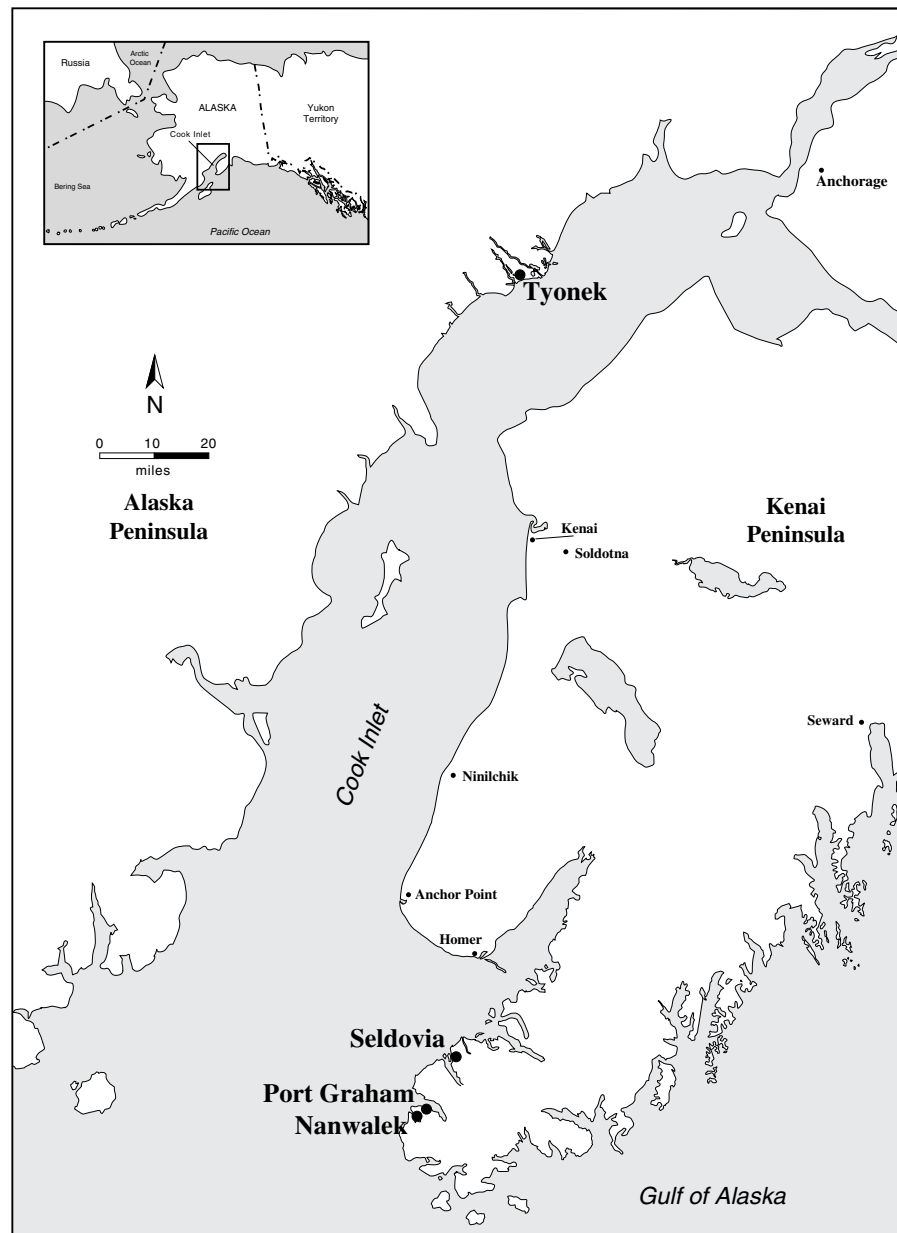 Russia
Arctic
Ocean
ALASKA
Yukon
Territory
Cook Inlet
Bering Sea
Pacific Ocean
Anchorage
Tyonek
N
0 10 20
miles
Alaska
Peninsula
Kenai
Peninsula
Kenai
Soldotna
Seward
Cook Inlet
Ninilchik
Anchor Point
Homer
Seldovia
Port Graham
Nanwalek
Gulf of Alaska